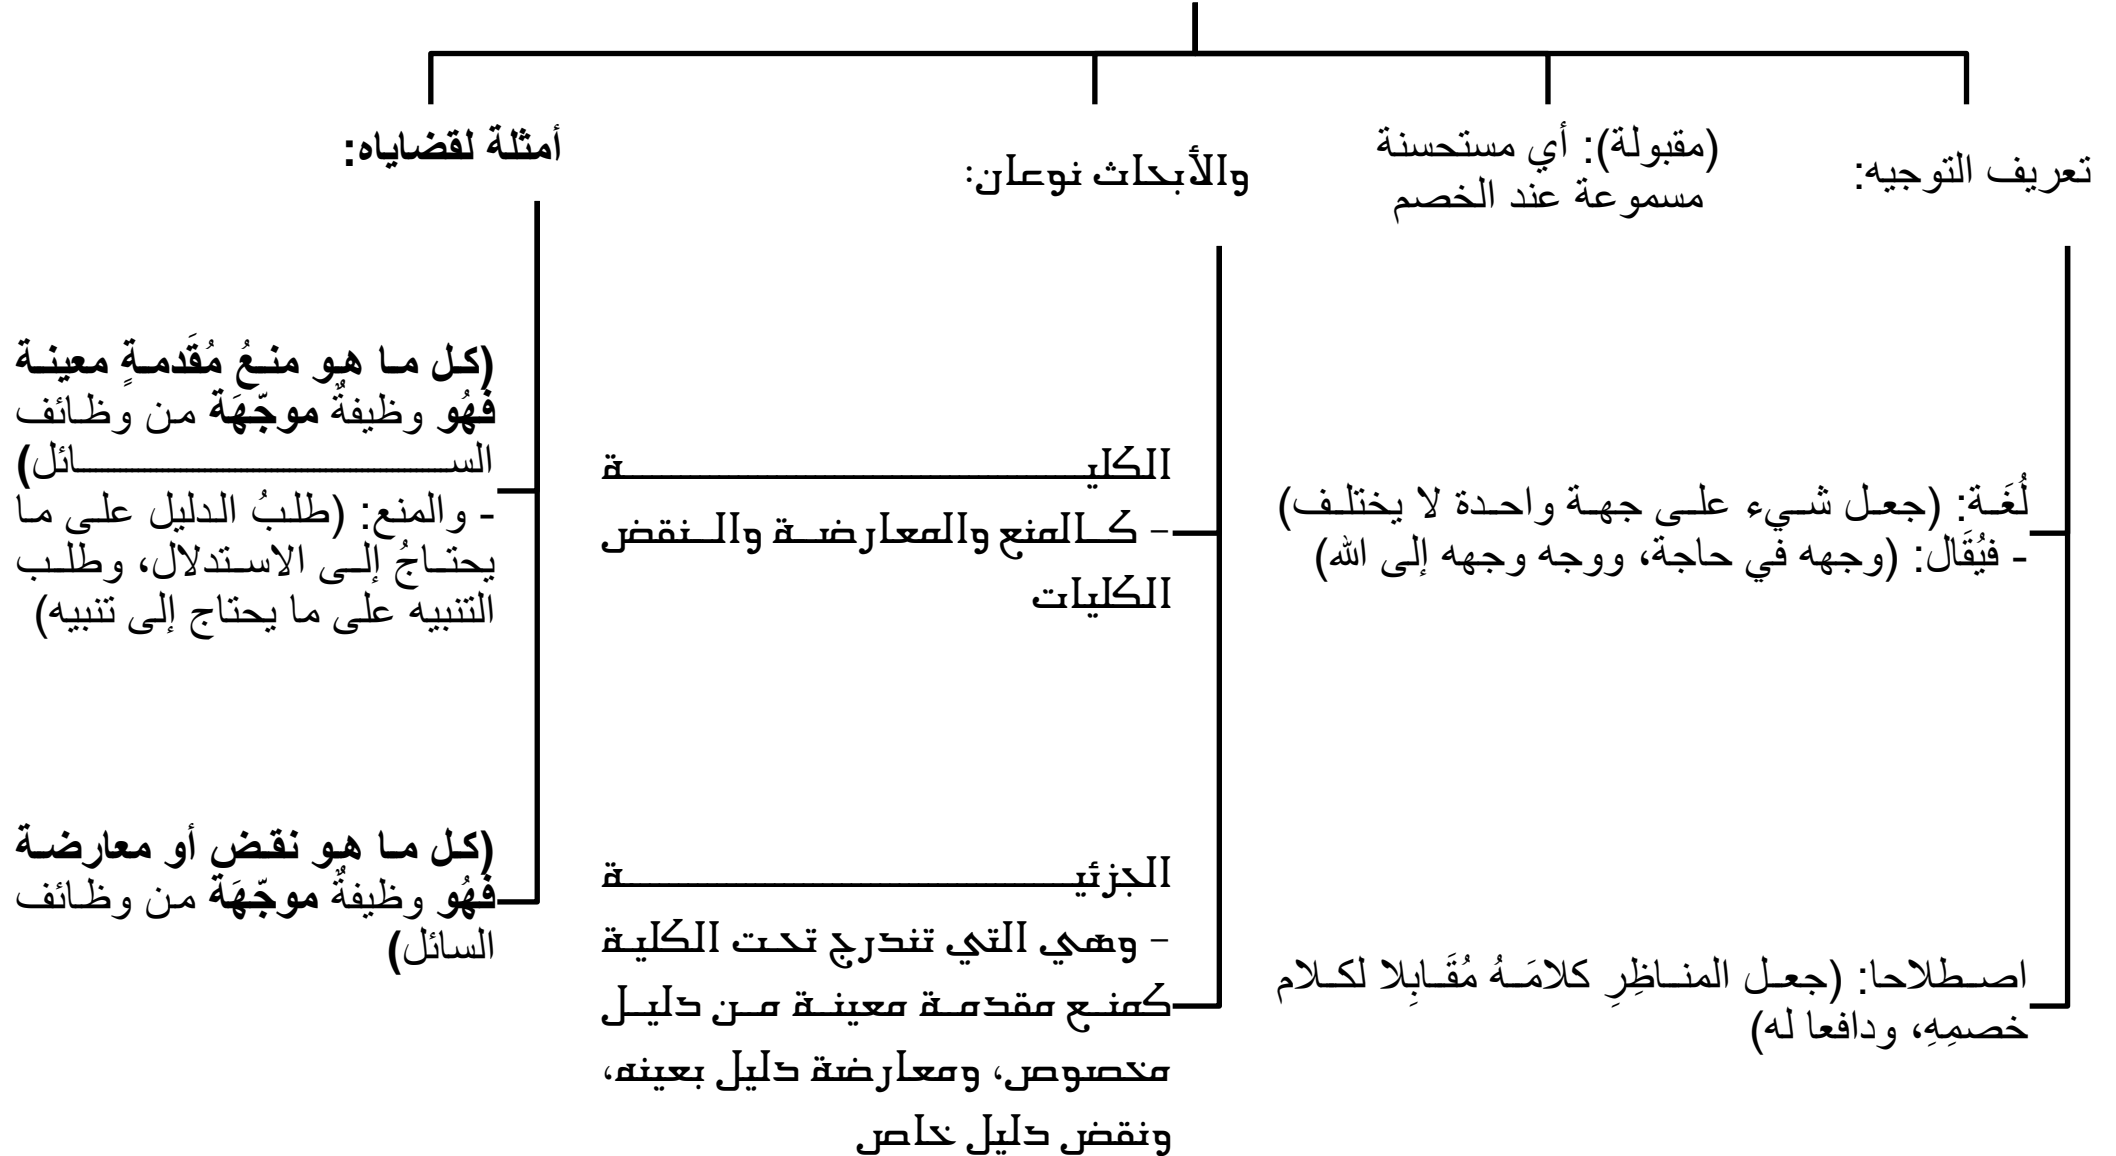 تعريف التوجيه:
لُغَة: (جعل شيء على جهة واحدة لا يختلف)
- فيُقَال: (وجهه في حاجة، ووجه وجهه إلى الله)
اصطلاحا: (جعل المناظِرِ كلامَهُ مُقَابِلا لكلام
خصمِهِ، ودافعا له)
(مقبولة): أي مستحسنة
مسموعة عند الخصم
والأبحاث نوعان:
الكلية
- كالمنع والمعارضة والنقض
الكليات
الجزئية
- وهي التي تندرج تحت الكلية
كمنع مقدمة معينة من دليل
مخصوص، ومعارضة دليل بعينه،
ونقض دليل خاص
أمثلة لقضاياه:
(كل ما هو منعُ مُقَدمةٍ معينة
فهُو وظيفةٌ موجّهَة من وظائف
السائل)
- والمنع: (طلبُ الدليل على ما
يحتاجُ إلى الاستدلال، وطلب
التنبيه على ما يحتاج إلى تنبيه)
(كل ما هو نقض أو معارضة
فهُو وظيفةٌ موجّهَة من وظائف
السائل)